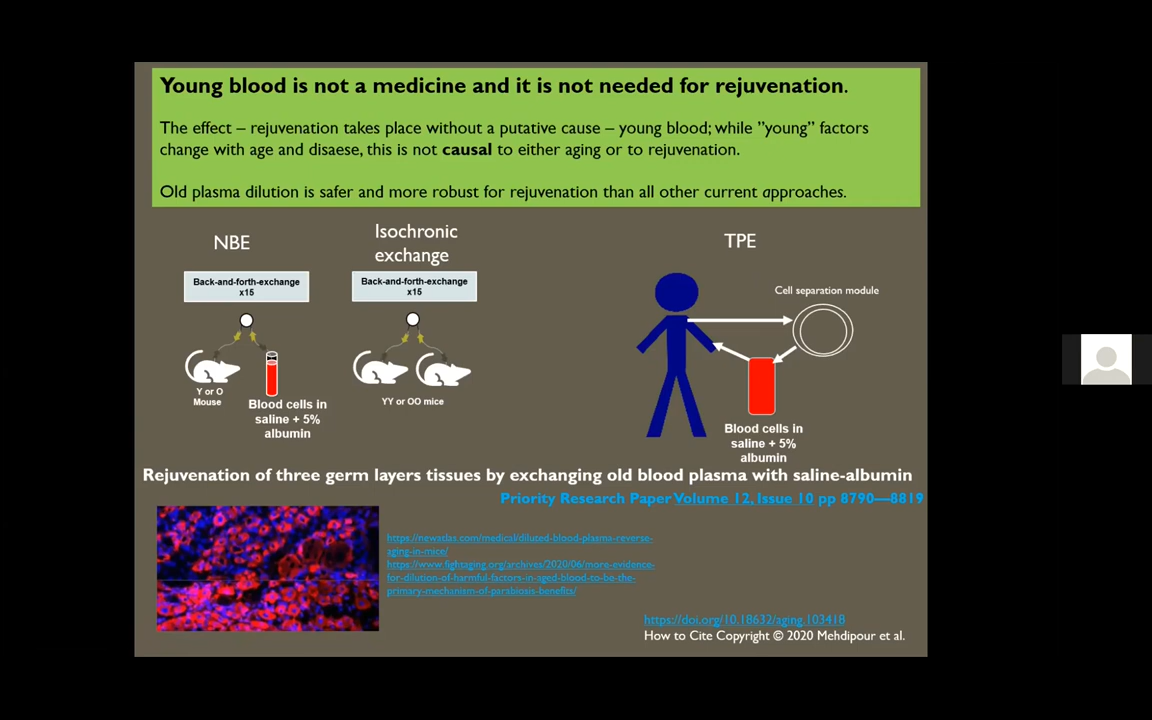 Young blood is not a medicine and it is not needed for rejuvenation.
The effect – rejuvenation takes place without a putative cause – young blood; while ”young” factors
change with age and disaese, this is not causal to either aging or to rejuvenation.
Old plasma dilution is safer and more robust for rejuvenation than all other current approaches.
NBE
Back-and-forth-exchange
x15
Y or O
Mouse
Blood cells in
saline + 5%
albumin
Isochronic
exchange
Back-and-forth-exchange
x15
YY or OO mice
TPE
Cell separation module
Blood cells in
saline + 5%
albumin
Rejuvenation of three germ layers tissues by exchanging old blood plasma with saline-albumin
Priority Research Paper Volume 12, Issue 10 pp 8790—8819
https://newatlas.com/medical/diluted-blood-plasma-reverse-
aging-in-mice/
https://www.fightaging.org/archives/2020/06/more-evidence-
for-dilution-of-harmful-factors-in-aged-blood-to-be-the-
primary-mechanism-of-parabiosis-benefits/
https://doi.org/10.18632/aging.103418
How to Cite Copyright © 2020 Mehdipour et al.